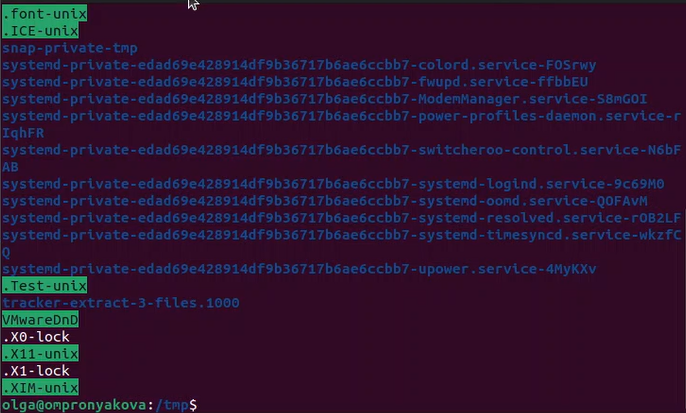 .font-unix
.ICE-unix
snap-private-tmp
systemd-private-edad69e428914df9b36717b6ae6ccbb7-colord.service-FOSrwy
systemd-private-edad69e428914df9b36717b6ae6ccbb7-fwupd.service-ffbbEU
systemd-private-edad69e428914df9b36717b6ae6ccbb7-ModemManager.service-S8mGOI
systemd-private-edad69e428914df9b36717b6ae6ccbb7-power-profiles-daemon.service-r
IqhFR
systemd-private-edad69e428914df9b36717b6ae6ccbb7-switcheroo-control.service-N6bF
AB
systemd-private-edad69e428914df9b36717b6ae6ccbb7-systemd-logind.service-9c69M0
systemd-private-edad69e428914df9b36717b6ae6ccbb7-systemd-oomd.service-QOFAvM
systemd-private-edad69e428914df9b36717b6ae6ccbb7-systemd-resolved.service-rOB2LF
systemd-private-edad69e428914df9b36717b6ae6ccbb7-systemd-timesyncd.service-wkzfC
Q
systemd-private-edad69e428914df9b36717b6ae6ccbb7-upower.service-4MyKXv
.Test-unix
tracker-extract-3-files.1000
VMwareDnD
.X0-lock
.X11-unix
.X1-lock
.XIM-unix
olga@ompronyakova:/tmp$